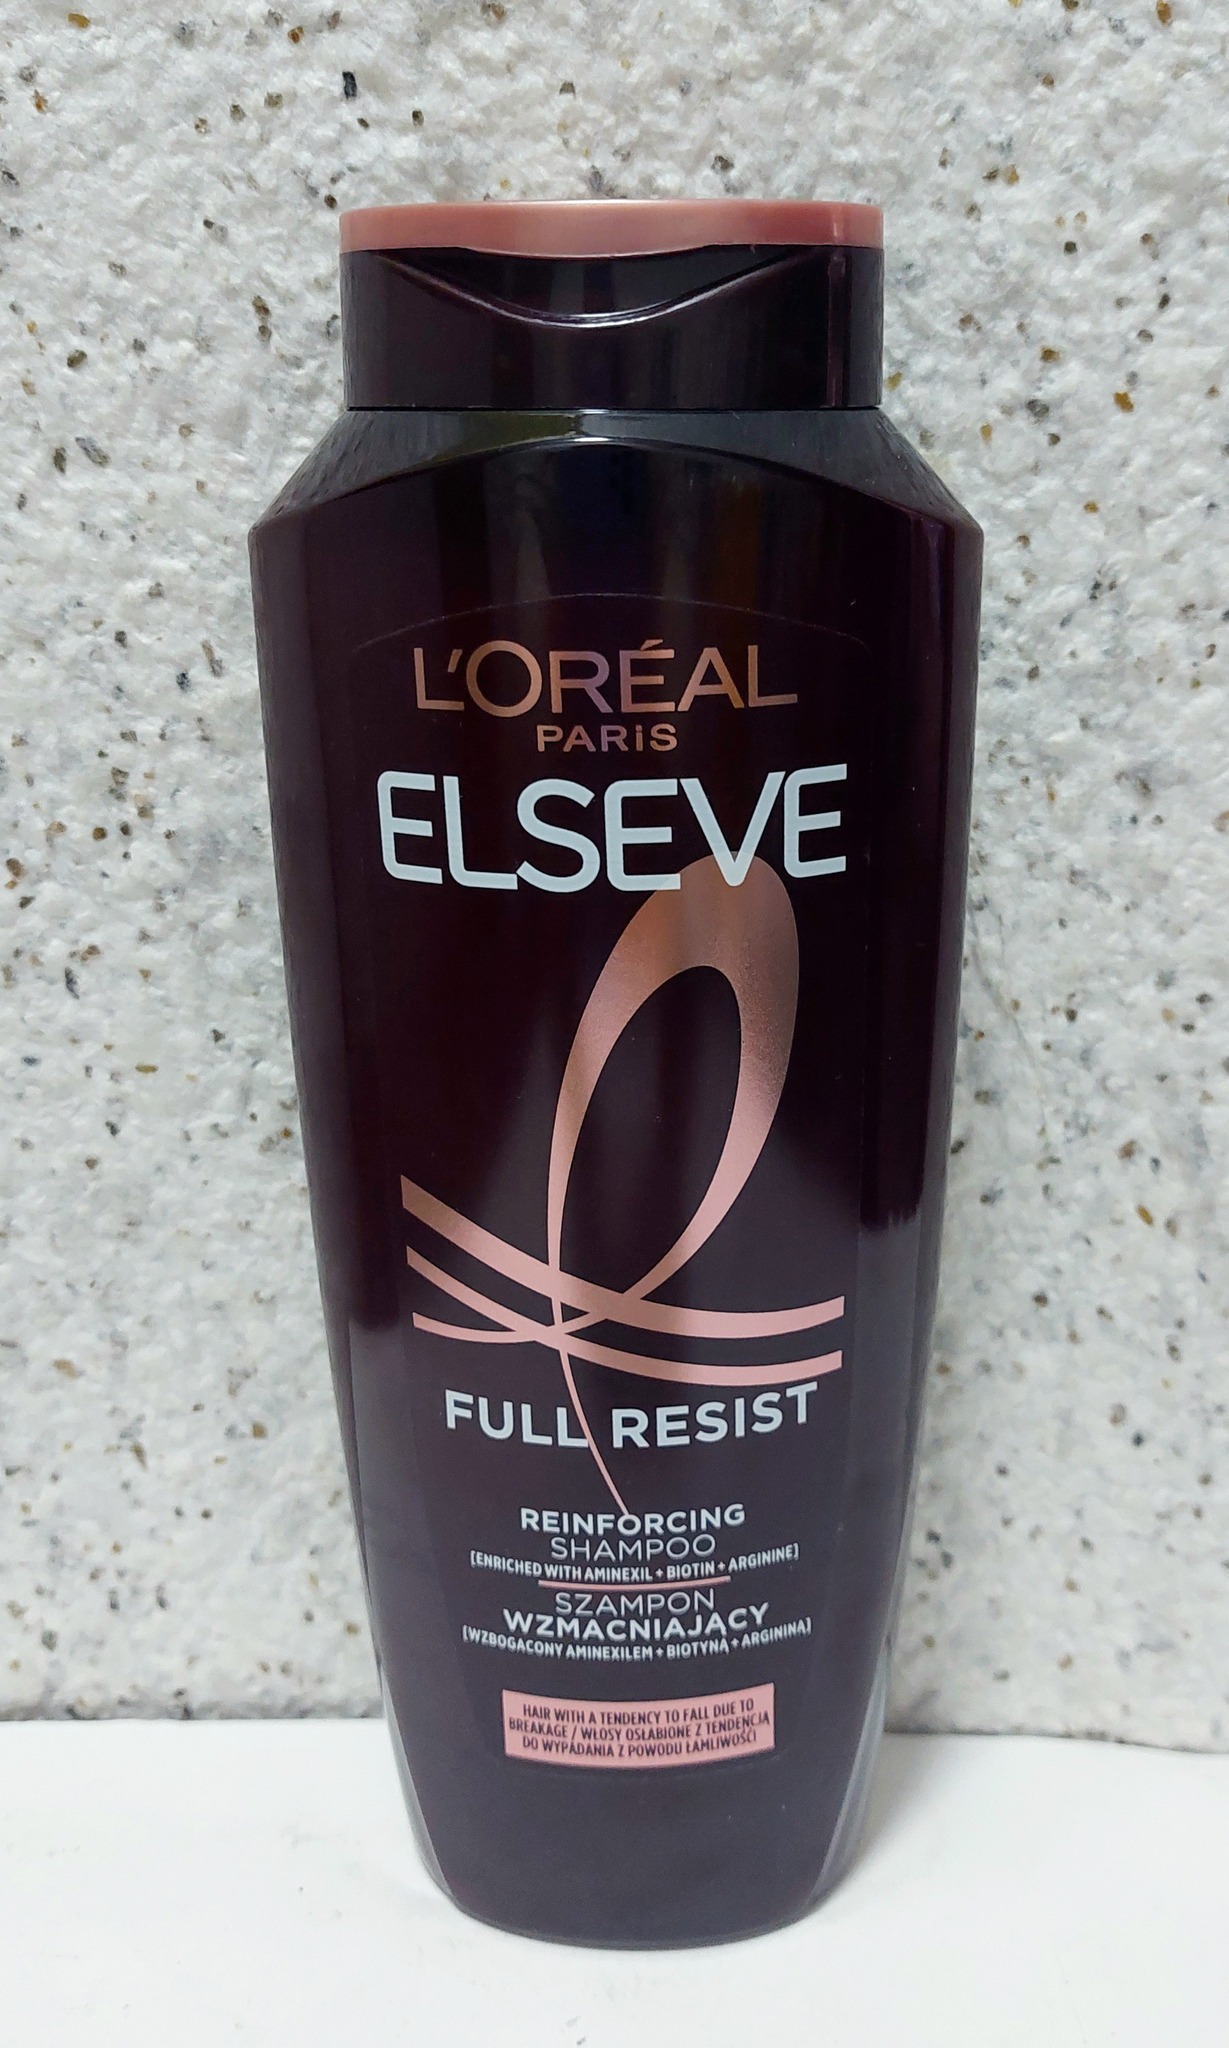 L'ORÉAL
PARiS
ELSEVE
FULL RESIST
REINFORCING
SHAMPOO
[ENRICHED WITH AMINEXIL + BIOTIN + ARGININE]
SZAMPON
WZMACNIAJĄCY
[WZBOGACONY AMINEXILEM + BIOTYNĄ + ARGININĄ]
HAIR WITH A TENDENCY TO FALL DUE TO
BREAKAGE / WŁOSY OSŁABIONE Z TENDENCJĄ
DO WYPADANIA Z POWODU ŁAMLIWOŚCI